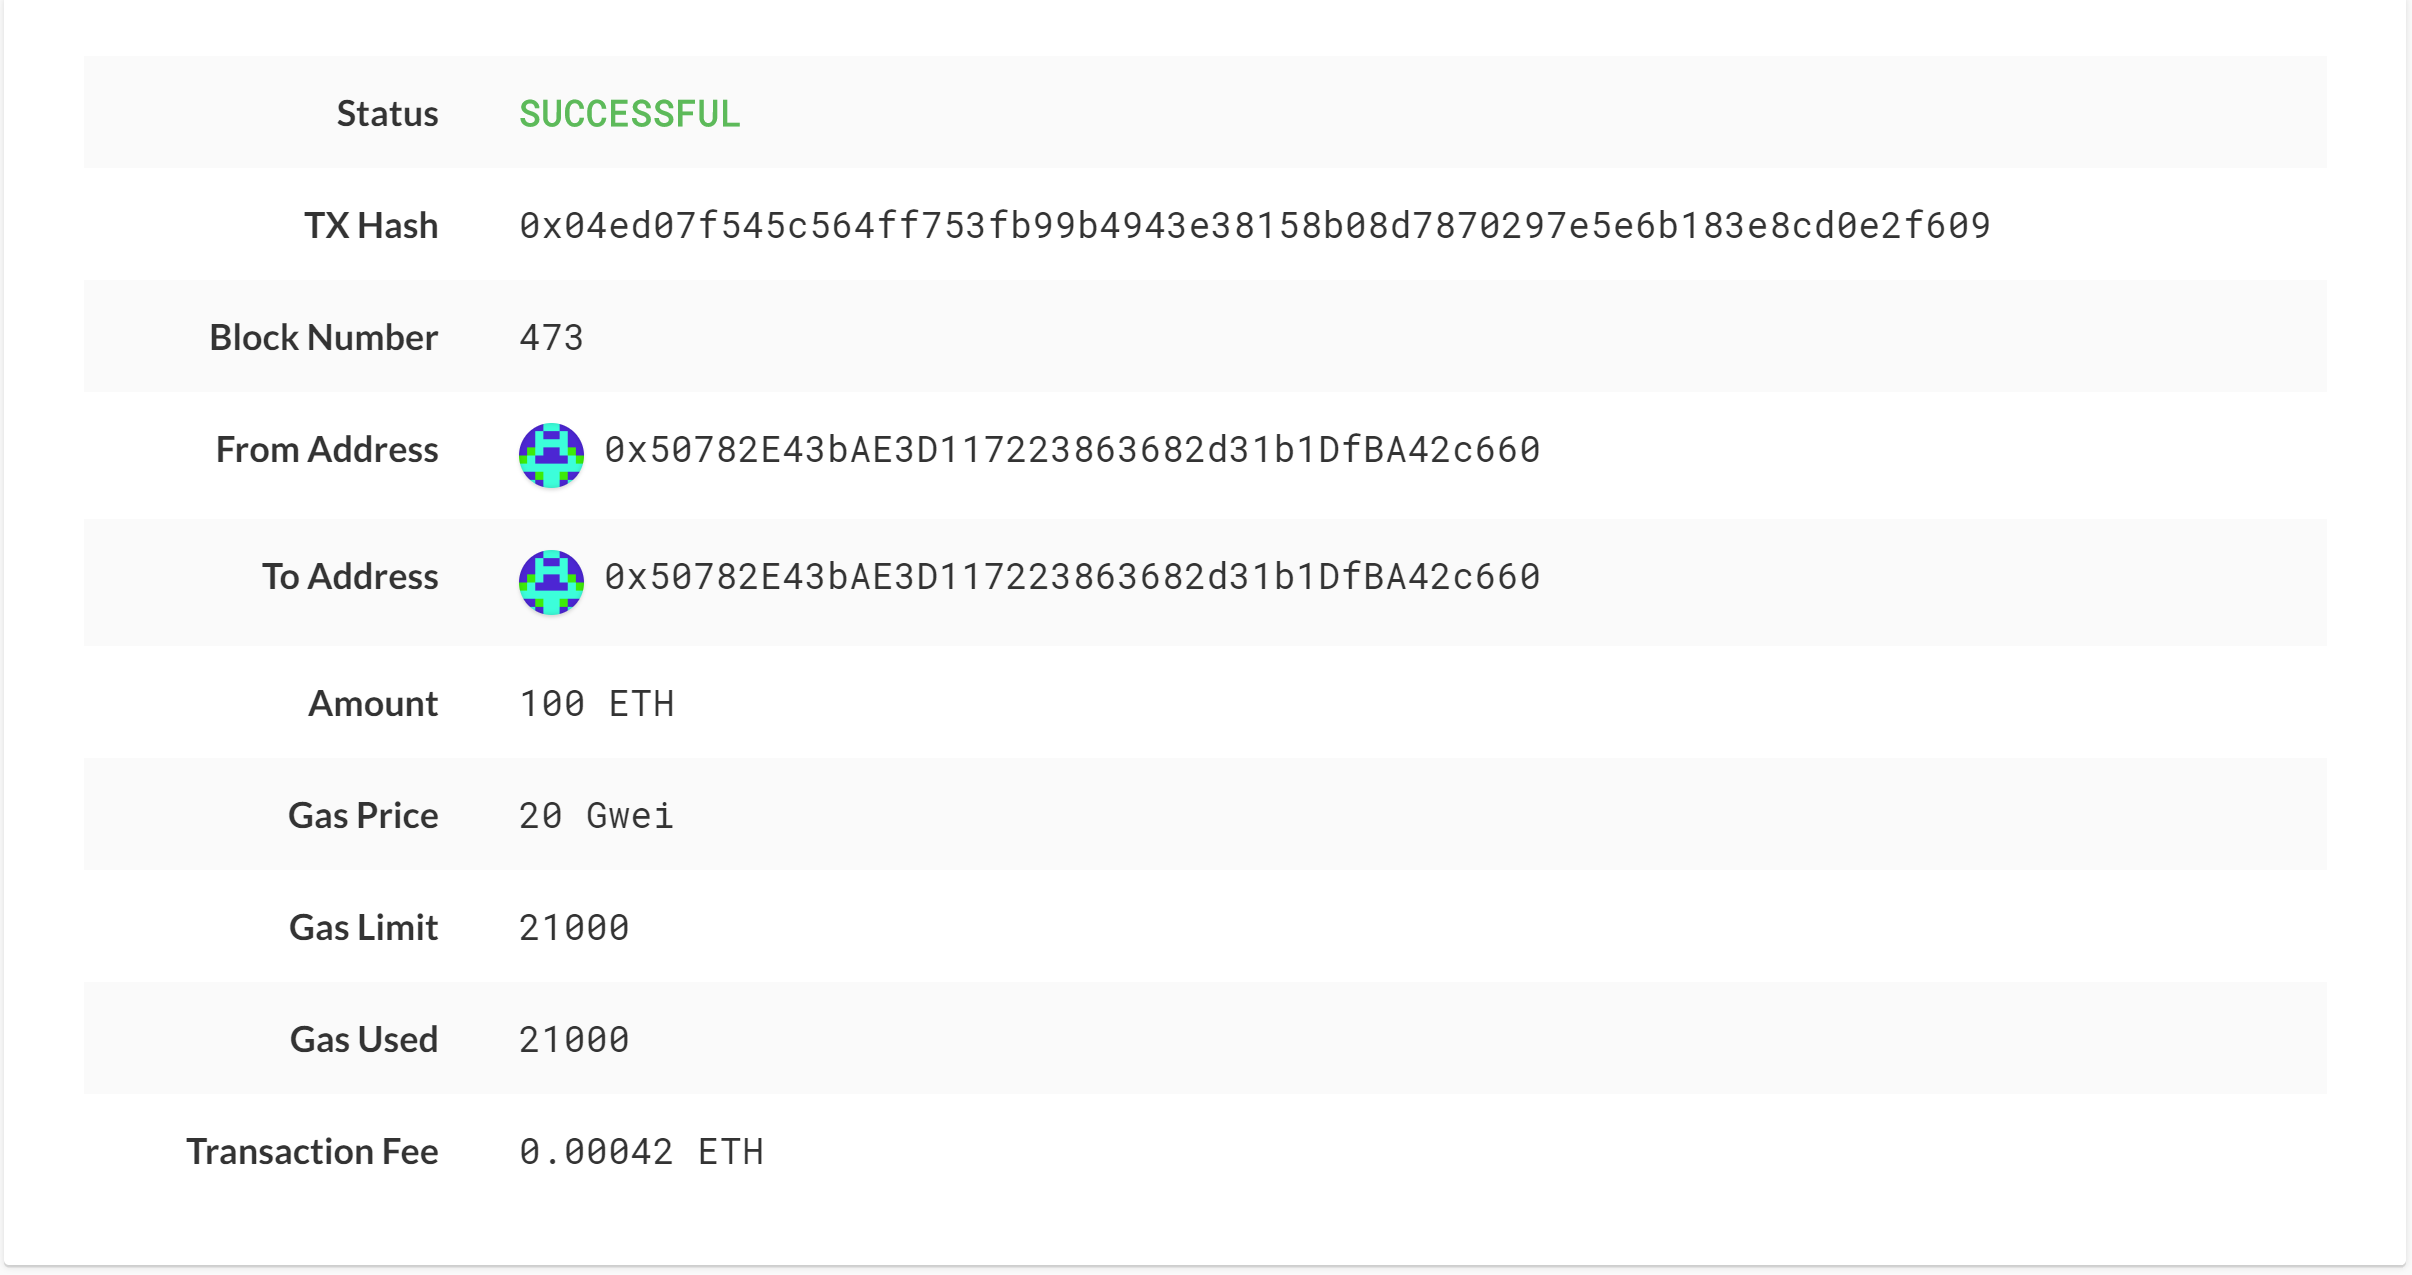 Status SUCCESSFUL
TX Hash 0x04ed07f545c564ff753fb99b4943e38158b08d7870297e5e6b183e8cd0e2f609
Block Number 473
From Address 0x50782E43bAE3D117223863682d31b1DfBA42c660
To Address 0x50782E43bAE3D117223863682d31b1DfBA42c660
Amount 100 ETH
Gas Price 20 Gwei
Gas Limit 21000
Gas Used 21000
Transaction Fee 0.00042 ETH